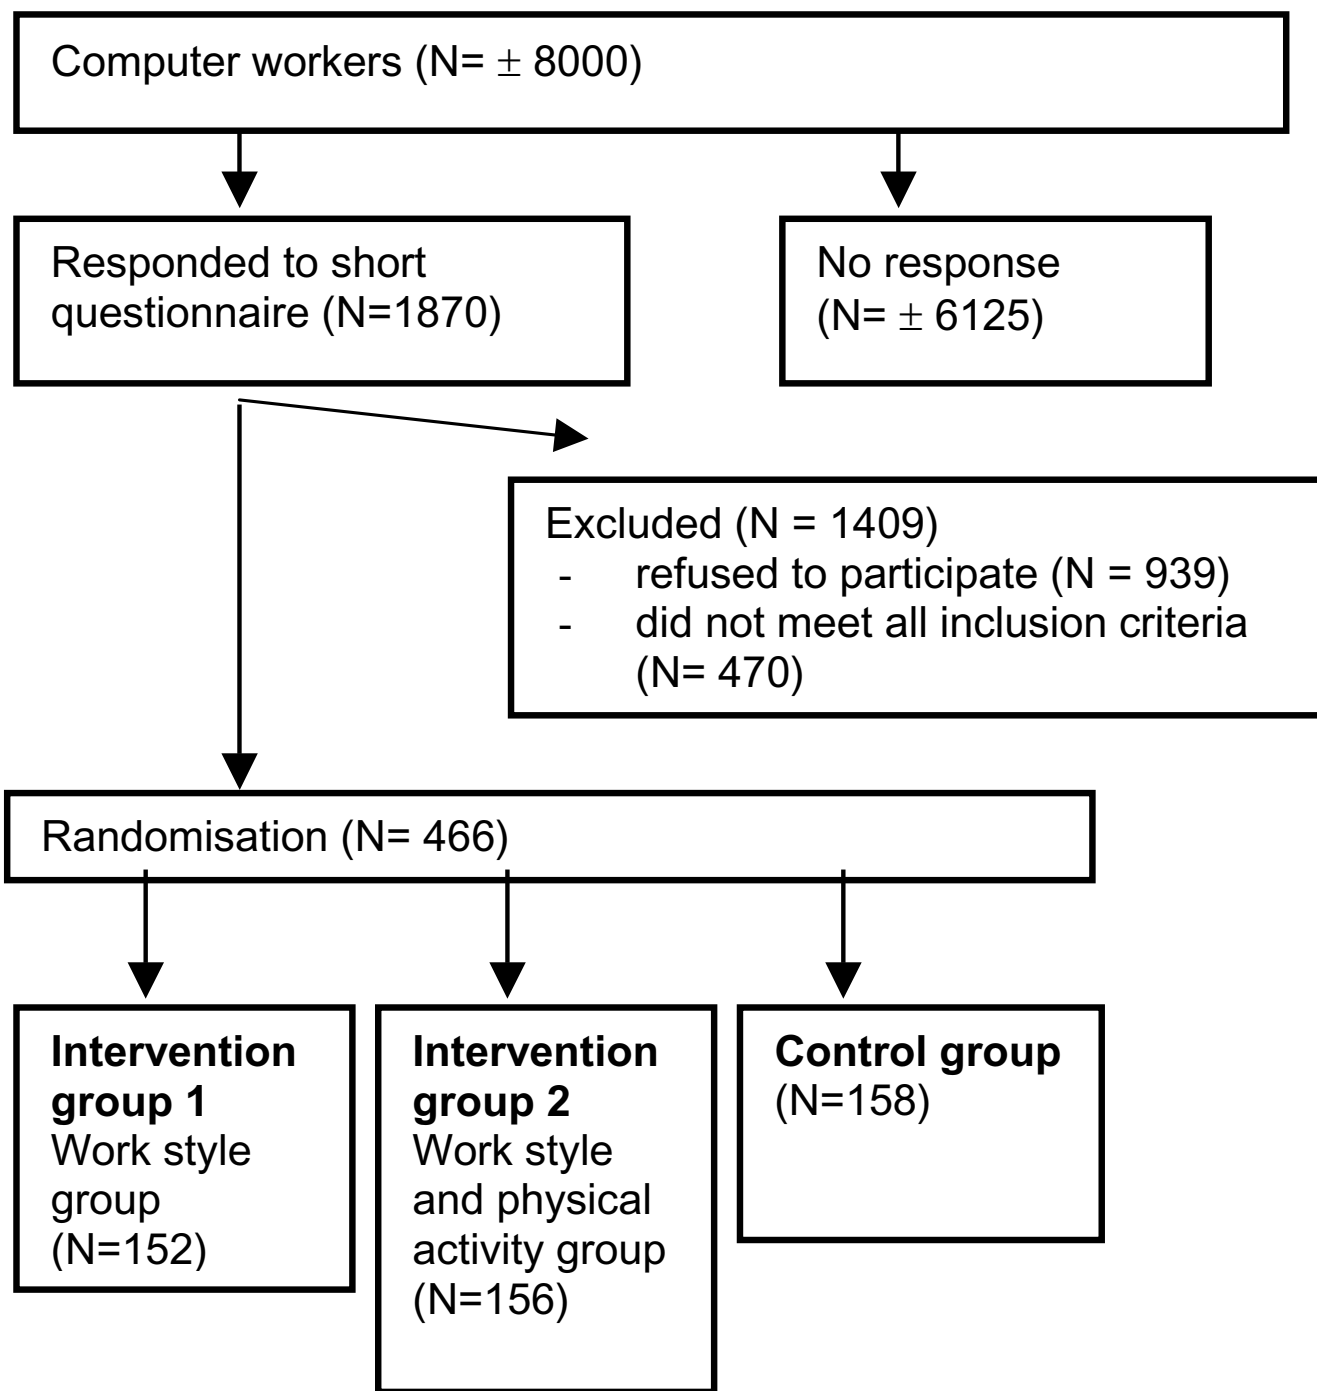 Computer workers (N= ± 8000)
Responded to short
questionnaire (N=1870)
No response
(N= ± 6125)
Excluded (N = 1409)
- refused to participate (N = 939)
- did not meet all inclusion criteria
(N= 470)
Randomisation (N= 466)
Intervention
group 1
Work style
group
(N=152)
Intervention
group 2
Work style
and physical
activity group
(N=156)
Control group
(N=158)